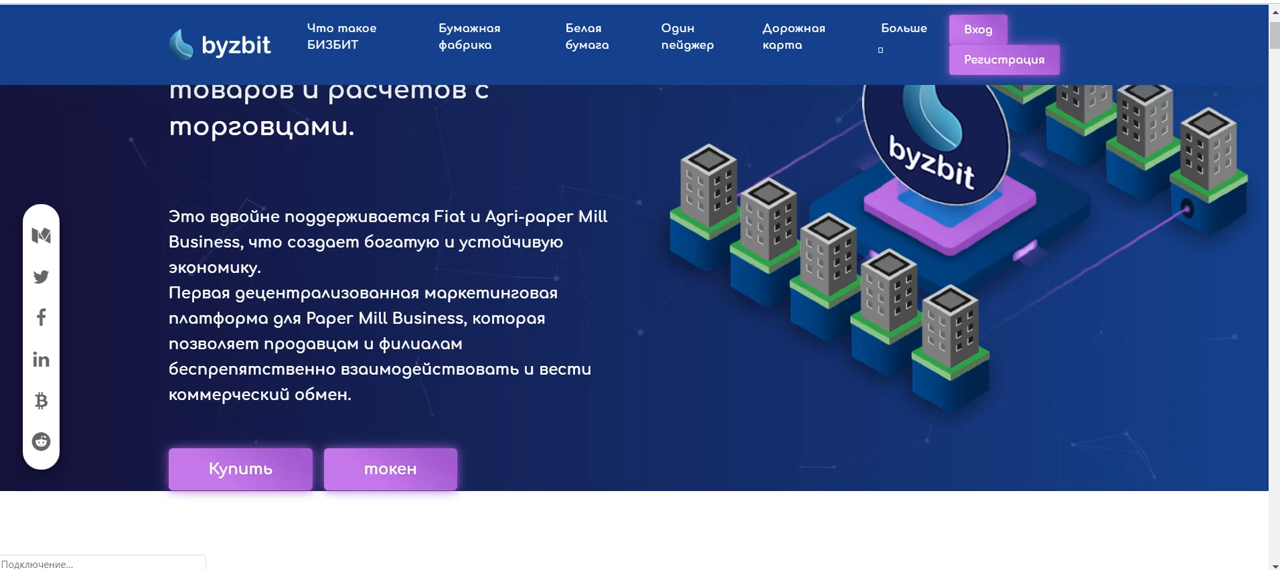 byzbit
Что такое
БИЗБИТ
Бумажная
фабрика
Белая
бумага
Один
пейджер
Дорожная
карта
Больше
Вход
Регистрация
товаров и расчетов с
торговцами.
Это вдвойне поддерживается Fiat и Agri-paper Mill
Business, что создает богатую и устойчивую
экономику.
Первая децентрализованная маркетинговая
платформа для Paper Mill Business, которая
позволяет продавцам и филиалам
беспрепятственно взаимодействовать и вести
коммерческий обмен.
Купить
токен
byzbit
Подключение...